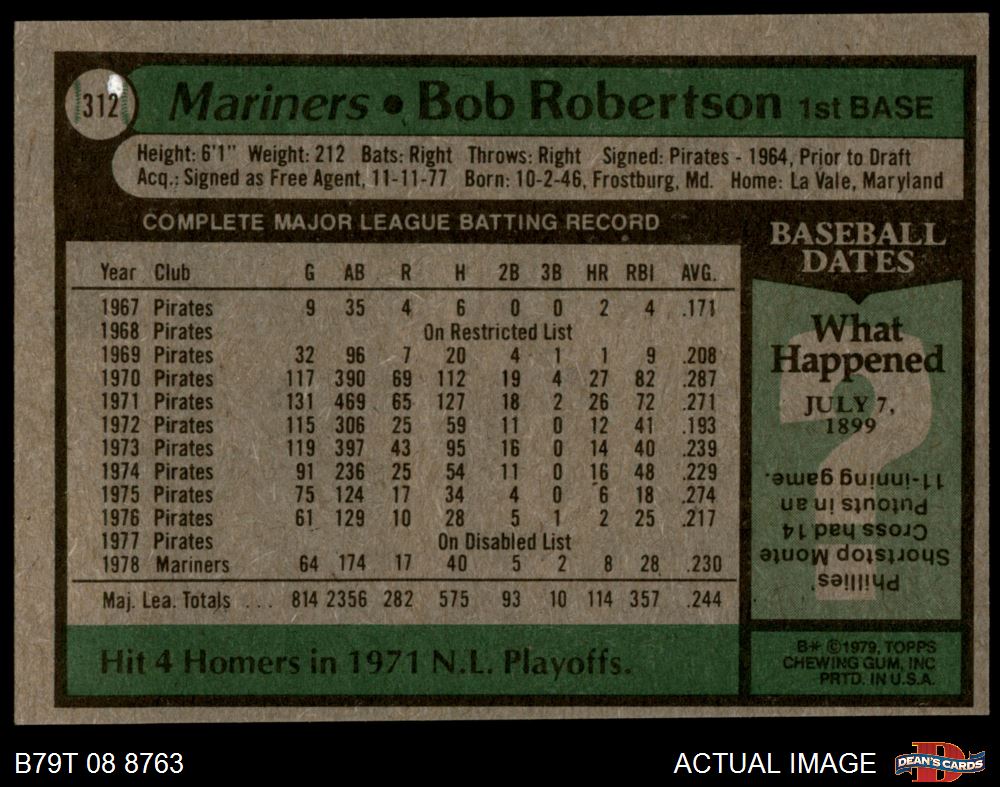 312
Mariners • Bob Robertson 1st BASE
Height: 6'1" Weight: 212 Bats: Right Throws: Right Signed: Pirates - 1964, Prior to Draft
Acq.: Signed as Free Agent, 11-11-77 Born: 10-2-46, Frostburg, Md. Home: La Vale, Maryland
COMPLETE MAJOR LEAGUE BATTING RECORD
Year Club G AB R H 2B 3B HR RBI AVG.
1967 Pirates 9 35 4 6 0 0 2 4 .171
1968 Pirates On Restricted List
1969 Pirates 32 96 7 20 4 1 1 9 .208
1970 Pirates 117 390 69 112 19 4 27 82 .287
1971 Pirates 131 469 65 127 18 2 26 72 .271
1972 Pirates 115 306 25 59 11 0 12 41 .193
1973 Pirates 119 397 43 95 16 0 14 40 .239
1974 Pirates 91 236 25 54 11 0 16 48 .229
1975 Pirates 75 124 17 34 4 0 6 18 .274
1976 Pirates 61 129 10 28 5 1 2 25 .217
1977 Pirates On Disabled List
1978 Mariners 64 174 17 40 5 2 8 28 .230
Maj. Lea. Totals ... 814 2356 282 575 93 10 114 357 .244
Hit 4 Homers in 1971 N.L. Playoffs.
BASEBALL
DATES
What
Happened
JULY 7,
1899
?
Phillies'
Shortstop Monte
Cross had 14
Putouts in an
11-inning game.
B* ©1979, TOPPS
CHEWING GUM, INC
PRTD. IN U.S.A.
B79T 08 8763
ACTUAL IMAGE
D
DEAN'S CARDS